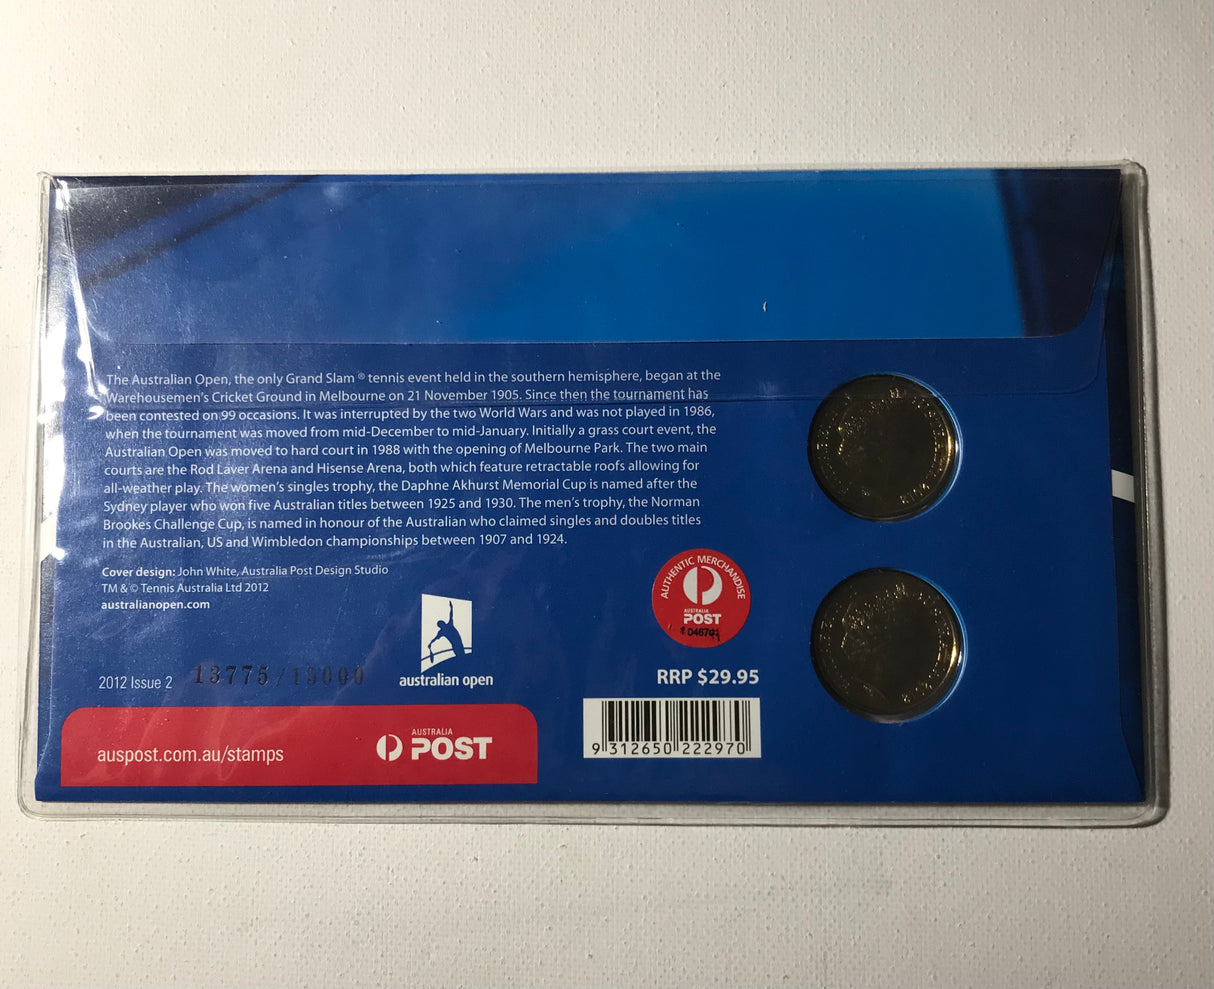 The Australian Open, the only Grand Slam® tennis event held in the southern hemisphere, began at the
Warehousemen's Cricket Ground in Melbourne on 21 November 1905. Since then the tournament has
been contested on 99 occasions. It was interrupted by the two World Wars and was not played in 1986,
when the tournament was moved from mid-December to mid-January. Initially a grass court event, the
Australian Open was moved to hard court in 1988 with the opening of Melbourne Park. The two main
courts are the Rod Laver Arena and Hisense Arena, both which feature retractable roofs allowing for
all-weather play. The women's singles trophy, the Daphne Akhurst Memorial Cup is named after the
Sydney player who won five Australian titles between 1925 and 1930. The men's trophy, the Norman
Brookes Challenge Cup, is named in honour of the Australian who claimed singles and doubles titles
in the Australian, US and Wimbledon championships between 1907 and 1924.
Cover design: John White, Australia Post Design Studio
TM & © Tennis Australia Ltd 2012
australianopen.com
AUTHENTIC MERCHANDISE
AUSTRALIA
POST
2012 Issue 2 13775/15000
australian open
RRP $29.95
auspost.com.au/stamps
AUSTRALIA
POST
9 312650 222970